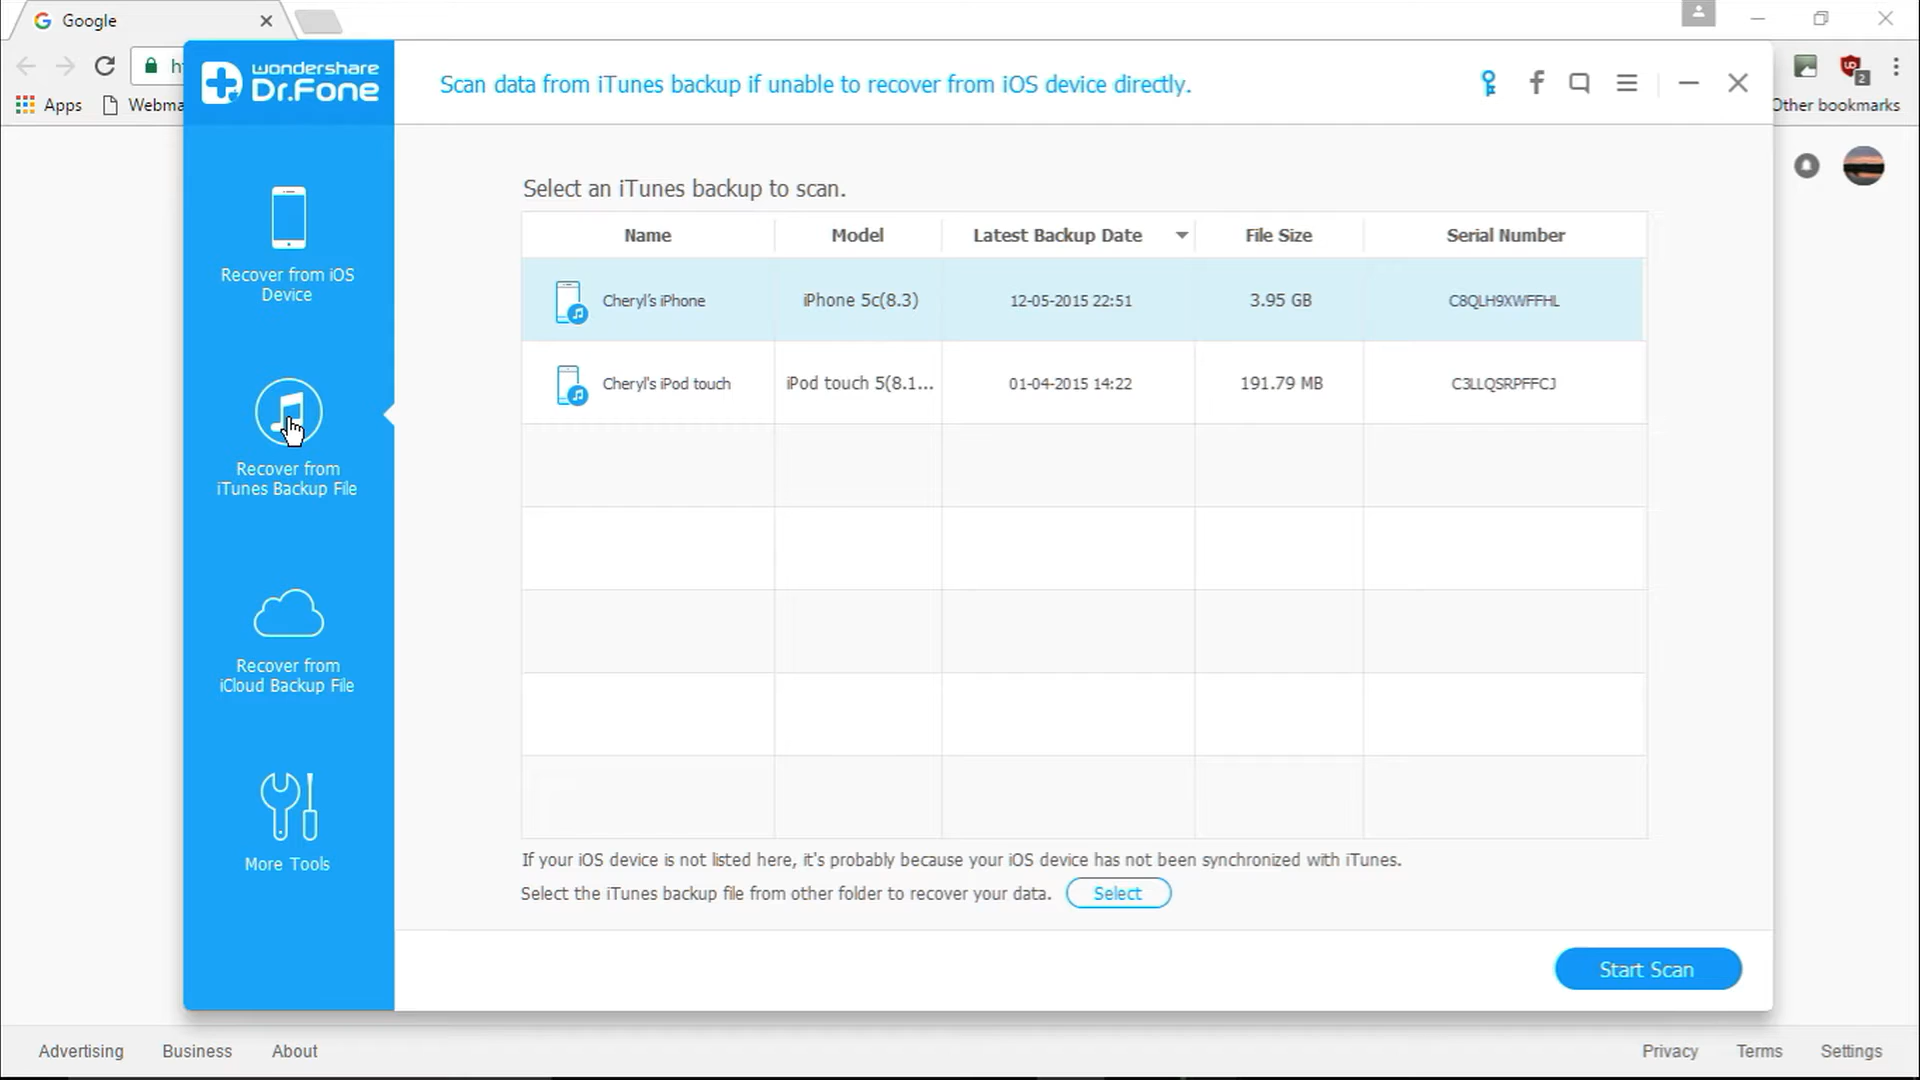 Google
Apps
Webma
Other bookmarks
2
wondershare
Dr.Fone
Scan data from iTunes backup if unable to recover from iOS device directly.
Recover from iOS
Device
Recover from
iTunes Backup File
Recover from
iCloud Backup File
More Tools
Select an iTunes backup to scan.
Name Model Latest Backup Date File Size Serial Number
Cheryl's iPhone iPhone 5c(8.3) 12-05-2015 22:51 3.95 GB C8QLH9XWFFHL
Cheryl's iPod touch iPod touch 5(8.1... 01-04-2015 14:22 191.79 MB C3LLQSRPFFCJ
If your iOS device is not listed here, it's probably because your iOS device has not been synchronized with iTunes.
Select the iTunes backup file from other folder to recover your data. Select
Start Scan
Advertising Business About Privacy Terms Settings